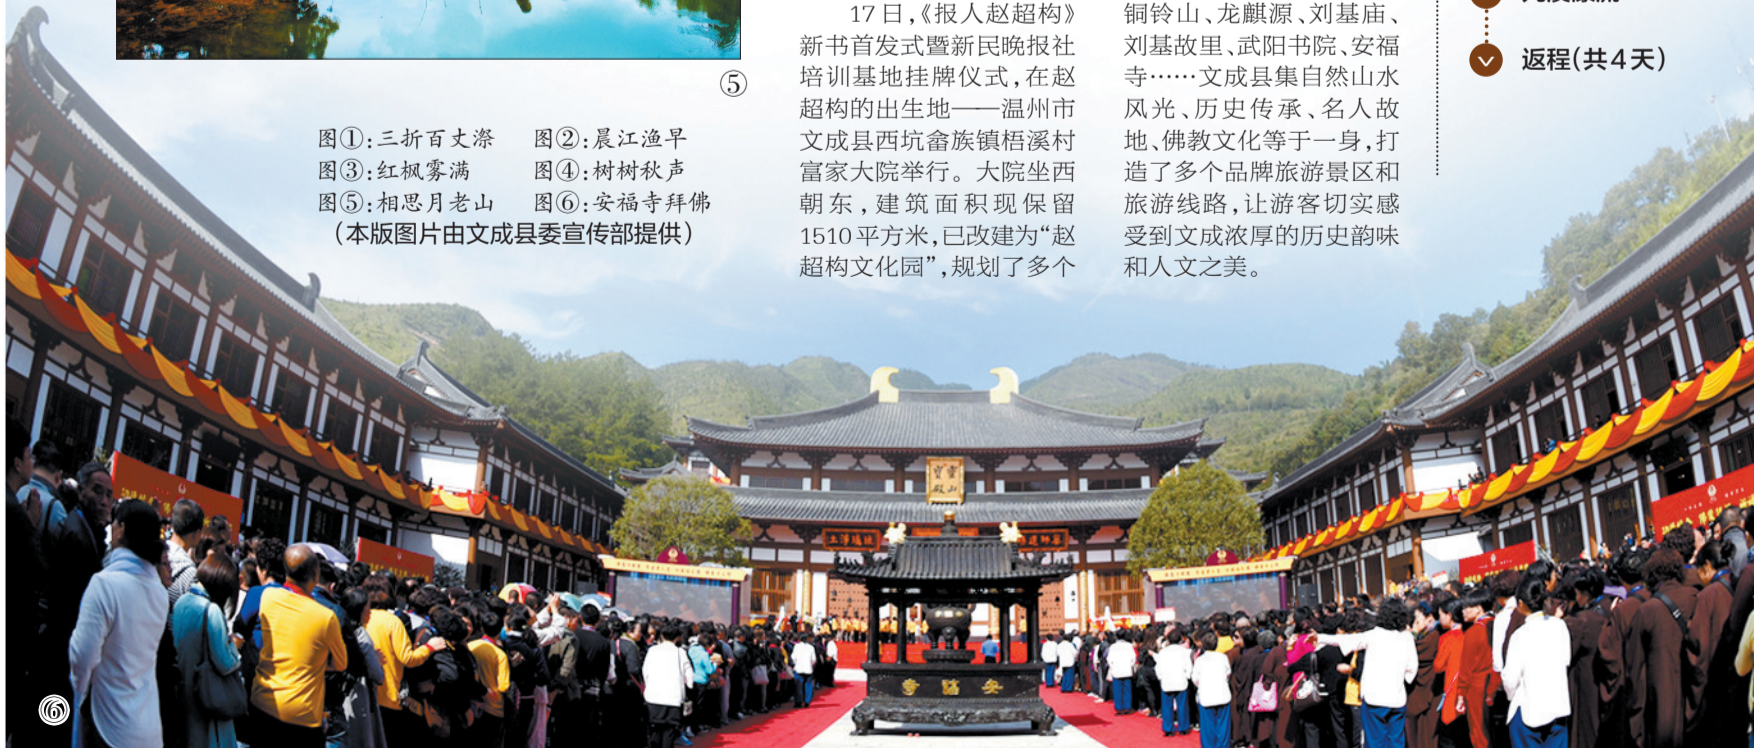 ⑤
图①:三折百丈漈 图②:晨江渔早
图③:红枫雾满 图④:树树秋声
图⑤:相思月老山 图⑥:安福寺拜佛
(本版图片由文成县委宣传部提供)
17日,《报人赵超构》
新书首发式暨新民晚报社
培训基地挂牌仪式,在赵
超构的出生地——温州市
文成县西坑畲族镇梧溪村
富家大院举行。大院坐西
朝东,建筑面积现保留
1510平方米,已改建为“赵
超构文化园”,规划了多个
铜铃山、龙麒源、刘基庙、
刘基故里、武阳书院、安福
寺……文成县集自然山水
风光、历史传承、名人故
地、佛教文化等于一身,打
造了多个品牌旅游景区和
旅游线路,让游客切实感
受到文成浓厚的历史韵味
和人文之美。
返程(共4天)
靈山
寳殿
寺福安
⑥